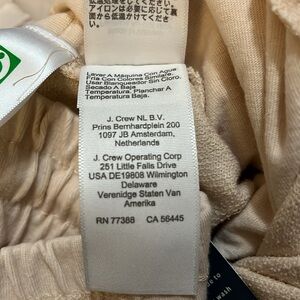 Lavar A Máquina Con Agua
Fría Con Colores Similares.
Usar Blanqueador Sin Cloro.
Secado A Baja
Temperatura. Planchar A
Temperatura Baja.
J. Crew NL B.V.
Prins Bernhardplein 200
1097 JB Amsterdam,
Netherlands
J. Crew Operating Corp
251 Little Falls Drive
USA DE19808 Wilmington
Delaware
Verenidge Staten Van
Amerika
RN 77388 CA 56445